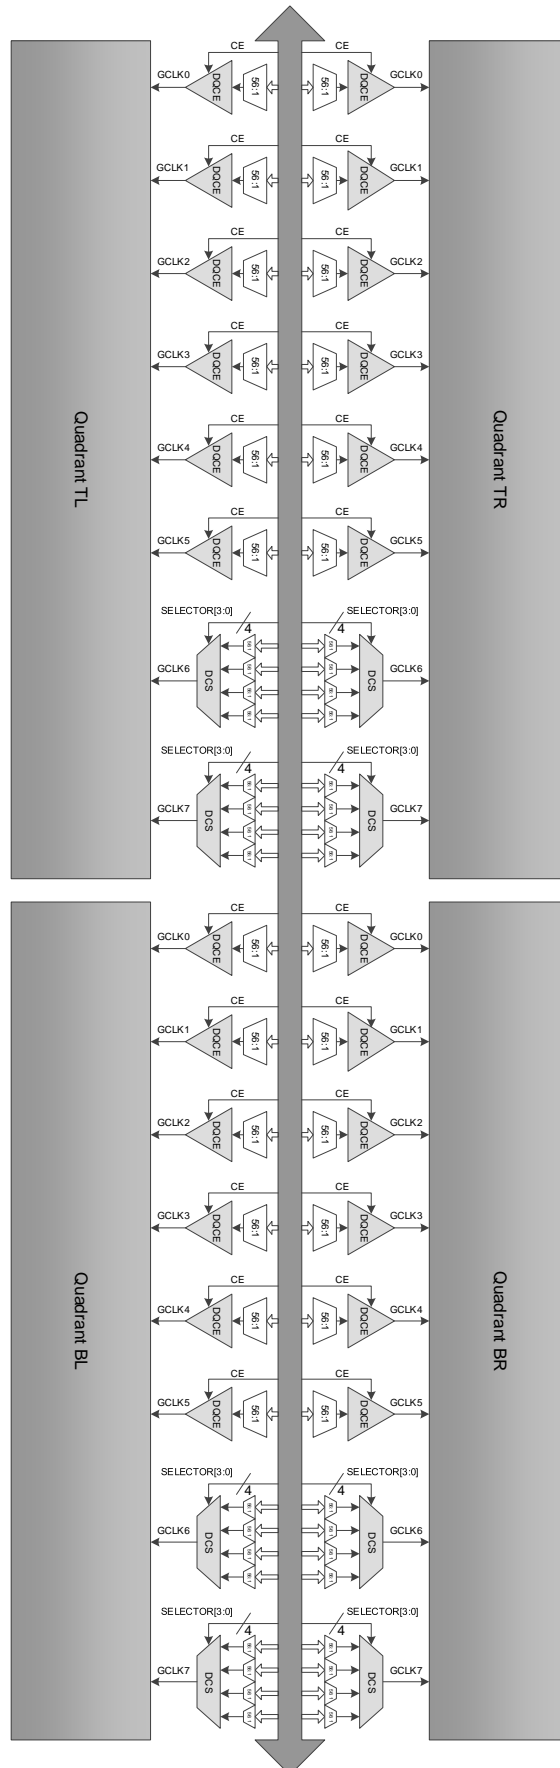 CE CE
GCLK0 DQCE 56:1 56:1 DQCE GCLK0
CE CE
GCLK1 DQCE 56:1 56:1 DQCE GCLK1
CE CE
GCLK2 DQCE 56:1 56:1 DQCE GCLK2
CE CE
GCLK3 DQCE 56:1 56:1 DQCE GCLK3
Quadrant TL
Quadrant TR
CE CE
GCLK4 DQCE 56:1 56:1 DQCE GCLK4
CE CE
GCLK5 DQCE 56:1 56:1 DQCE GCLK5
SELECTOR[3:0] SELECTOR[3:0]
4 4
GCLK6 DCS DCS GCLK6
SELECTOR[3:0] SELECTOR[3:0]
4 4
GCLK7 DCS DCS GCLK7
CE CE
GCLK0 DQCE 56:1 56:1 DQCE GCLK0
CE CE
GCLK1 DQCE 56:1 56:1 DQCE GCLK1
CE CE
GCLK2 DQCE 56:1 56:1 DQCE GCLK2
CE CE
GCLK3 DQCE 56:1 56:1 DQCE GCLK3
Quadrant BL
Quadrant BR
CE CE
GCLK4 DQCE 56:1 56:1 DQCE GCLK4
CE CE
GCLK5 DQCE 56:1 56:1 DQCE GCLK5
SELECTOR[3:0] SELECTOR[3:0]
4 4
GCLK6 DCS DCS GCLK6
SELECTOR[3:0] SELECTOR[3:0]
4 4
GCLK7 DCS DCS GCLK7